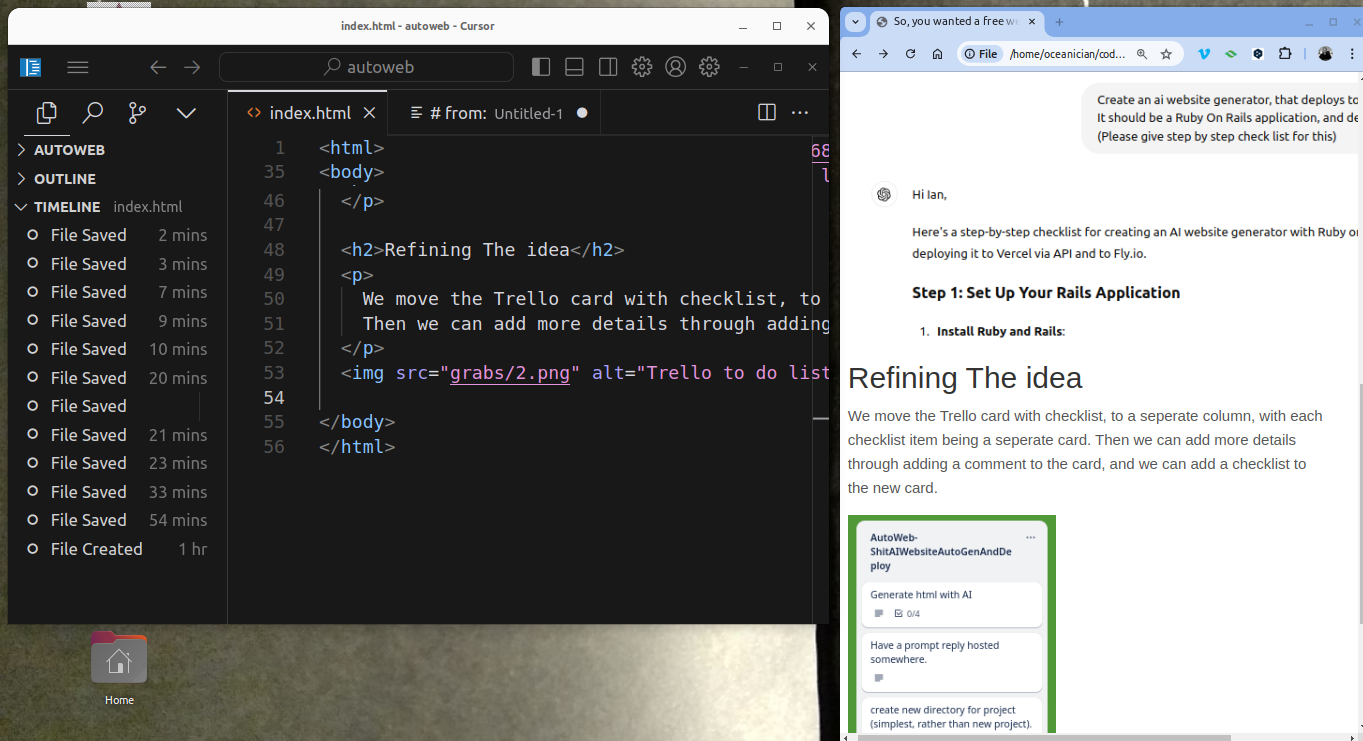 index.html - autoweb - Cursor
autoweb
index.html
# from: Untitled-1
AUTOWEB
OUTLINE
TIMELINE index.html
File Saved 2 mins
File Saved 3 mins
File Saved 7 mins
File Saved 9 mins
File Saved 10 mins
File Saved 20 mins
File Saved
File Saved 21 mins
File Saved 23 mins
File Saved 33 mins
File Saved 54 mins
File Created 1 hr
1 <html>
35 <body>
46 </p>
47
48 <h2>Refining The idea</h2>
49 <p>
50 We move the Trello card with checklist, to
51 Then we can add more details through adding
52 </p>
53 <img src="grabs/2.png" alt="Trello to do list
54
55 </body>
56 </html>
68
l
Home
So, you wanted a free we
File /home/oceanician/cod...
Create an ai website generator, that deploys to
It should be a Ruby On Rails application, and de
(Please give step by step check list for this)
Hi Ian,
Here's a step-by-step checklist for creating an AI website generator with Ruby or
deploying it to Vercel via API and to Fly.io.
Step 1: Set Up Your Rails Application
1. Install Ruby and Rails:
Refining The idea
We move the Trello card with checklist, to a seperate column, with each
checklist item being a seperate card. Then we can add more details
through adding a comment to the card, and we can add a checklist to
the new card.
AutoWeb-
ShitAIWebsiteAutoGenAndDe
ploy
Generate html with AI
0/4
Have a prompt reply hosted
somewhere.
create new directory for project
(simplest, rather than new project).